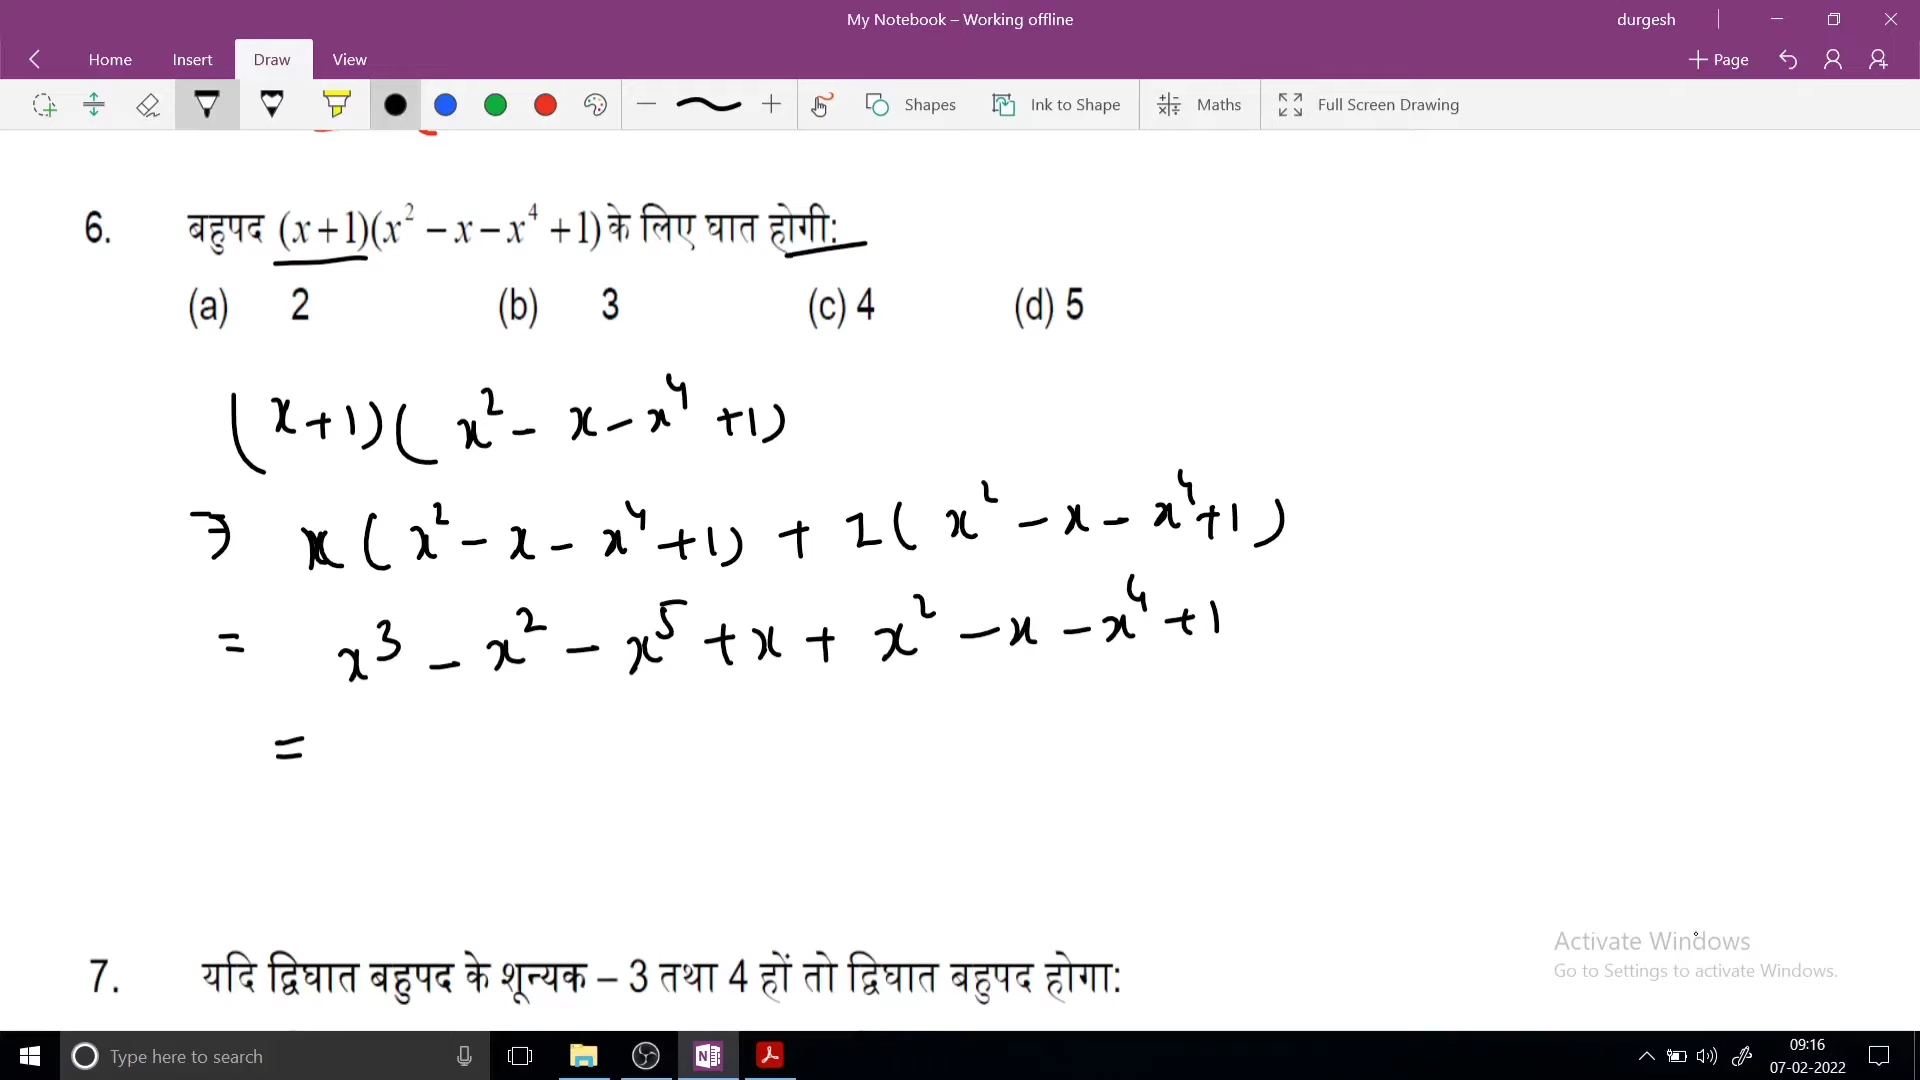 My Notebook – Working offline
durgesh
Home Insert Draw View
Page
Shapes Ink to Shape Maths Full Screen Drawing
6. बहुपद (x+1)(x² − x − x⁴ +1) के लिए घात होगी:
(a) 2 (b) 3 (c) 4 (d) 5
(x+1)(x² − x − x⁴ +1)
⇒ x(x² − x − x⁴ +1) + 1(x² − x − x⁴ +1)
= x³ − x² − x⁵ + x + x² − x − x⁴ +1
=
7. यदि द्विघात बहुपद के शून्यक – 3 तथा 4 हों तो द्विघात बहुपद होगा:
Activate Windows
Go to Settings to activate Windows.
Type here to search
09:16
07-02-2022